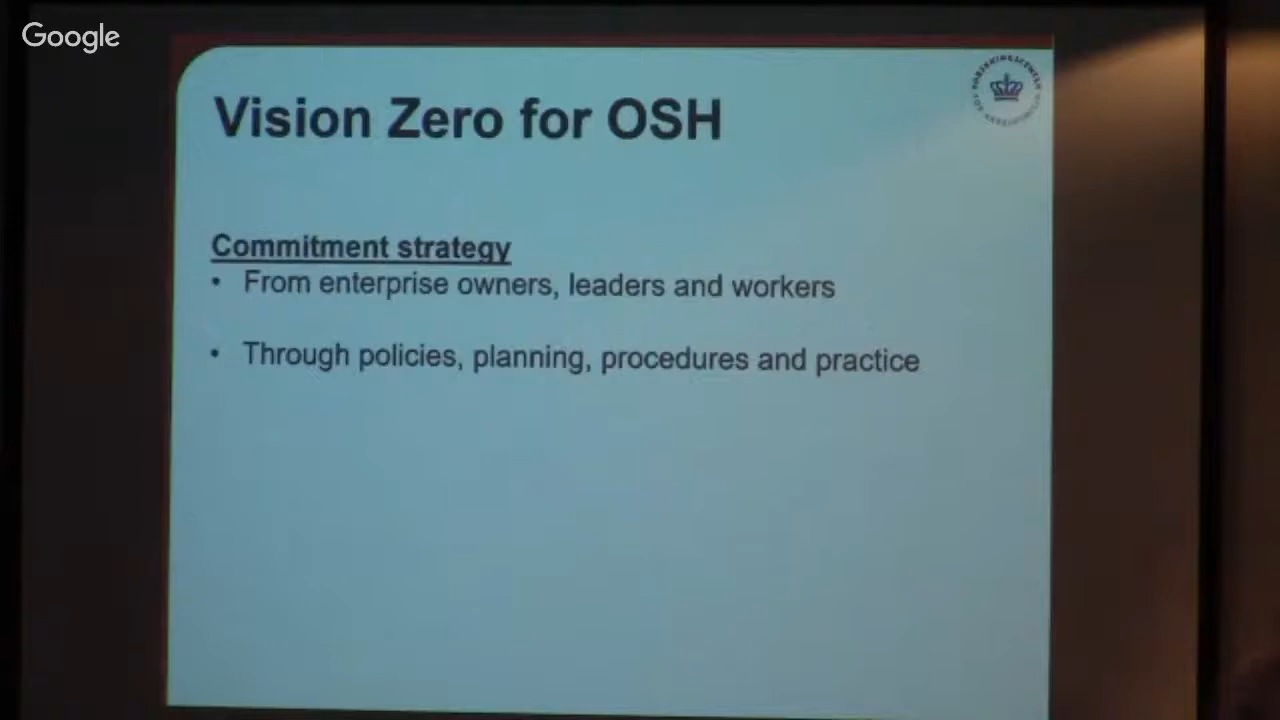 Google
Vision Zero for OSH
Commitment strategy
• From enterprise owners, leaders and workers
• Through policies, planning, procedures and practice